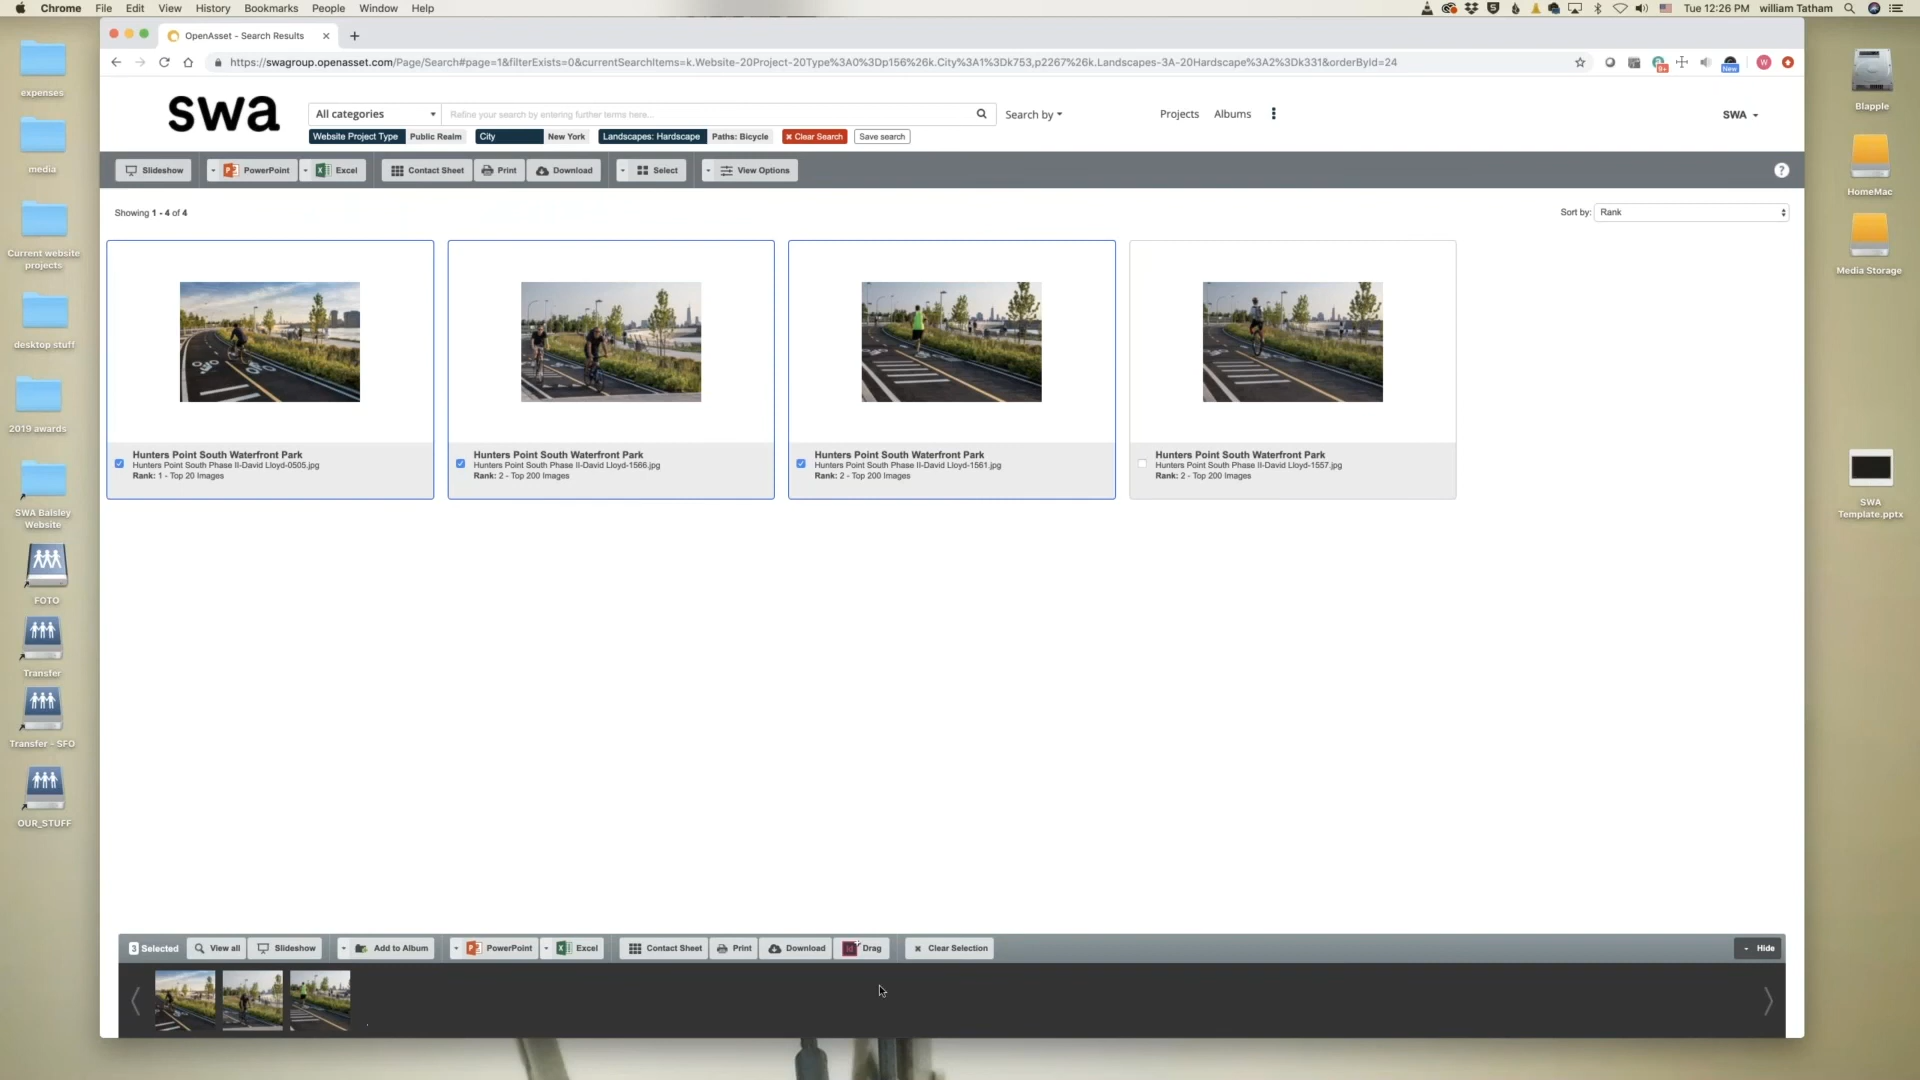 Chrome File Edit View History Bookmarks People Window Help
Tue 12:26 PM william Tatham
OpenAsset - Search Results
https://swagroup.openasset.com/Page/Search#page=1&filterExists=0&currentSearchItems=k.Website-20Project-20Type%3A0%3Dp156%26k.City%3A1%3Dk753,p2267%26k.Landscapes-3A-20Hardscape%3A2%3Dk331&orderById=24
New
W
swa
All categories
Refine your search by entering further terms here...
Search by
Projects
Albums
SWA
Website Project Type Public Realm City New York Landscapes: Hardscape Paths: Bicycle Clear Search Save search
Slideshow PowerPoint Excel Contact Sheet Print Download Select View Options ?
Showing 1 - 4 of 4
Sort by: Rank
Hunters Point South Waterfront Park
Hunters Point South Phase II-David Lloyd-0505.jpg
Rank: 1 - Top 20 Images
Hunters Point South Waterfront Park
Hunters Point South Phase II-David Lloyd-1566.jpg
Rank: 2 - Top 200 Images
Hunters Point South Waterfront Park
Hunters Point South Phase II-David Lloyd-1561.jpg
Rank: 2 - Top 200 Images
Hunters Point South Waterfront Park
Hunters Point South Phase II-David Lloyd-1557.jpg
Rank: 2 - Top 200 Images
3 Selected View all Slideshow Add to Album PowerPoint Excel Contact Sheet Print Download Drag Clear Selection Hide
expenses
media
Current website
projects
desktop stuff
2019 awards
SWA Balsley
Website
FOTO
Transfer
Transfer - SFO
OUR_STUFF
Blapple
HomeMac
Media Storage
SWA
Template.pptx